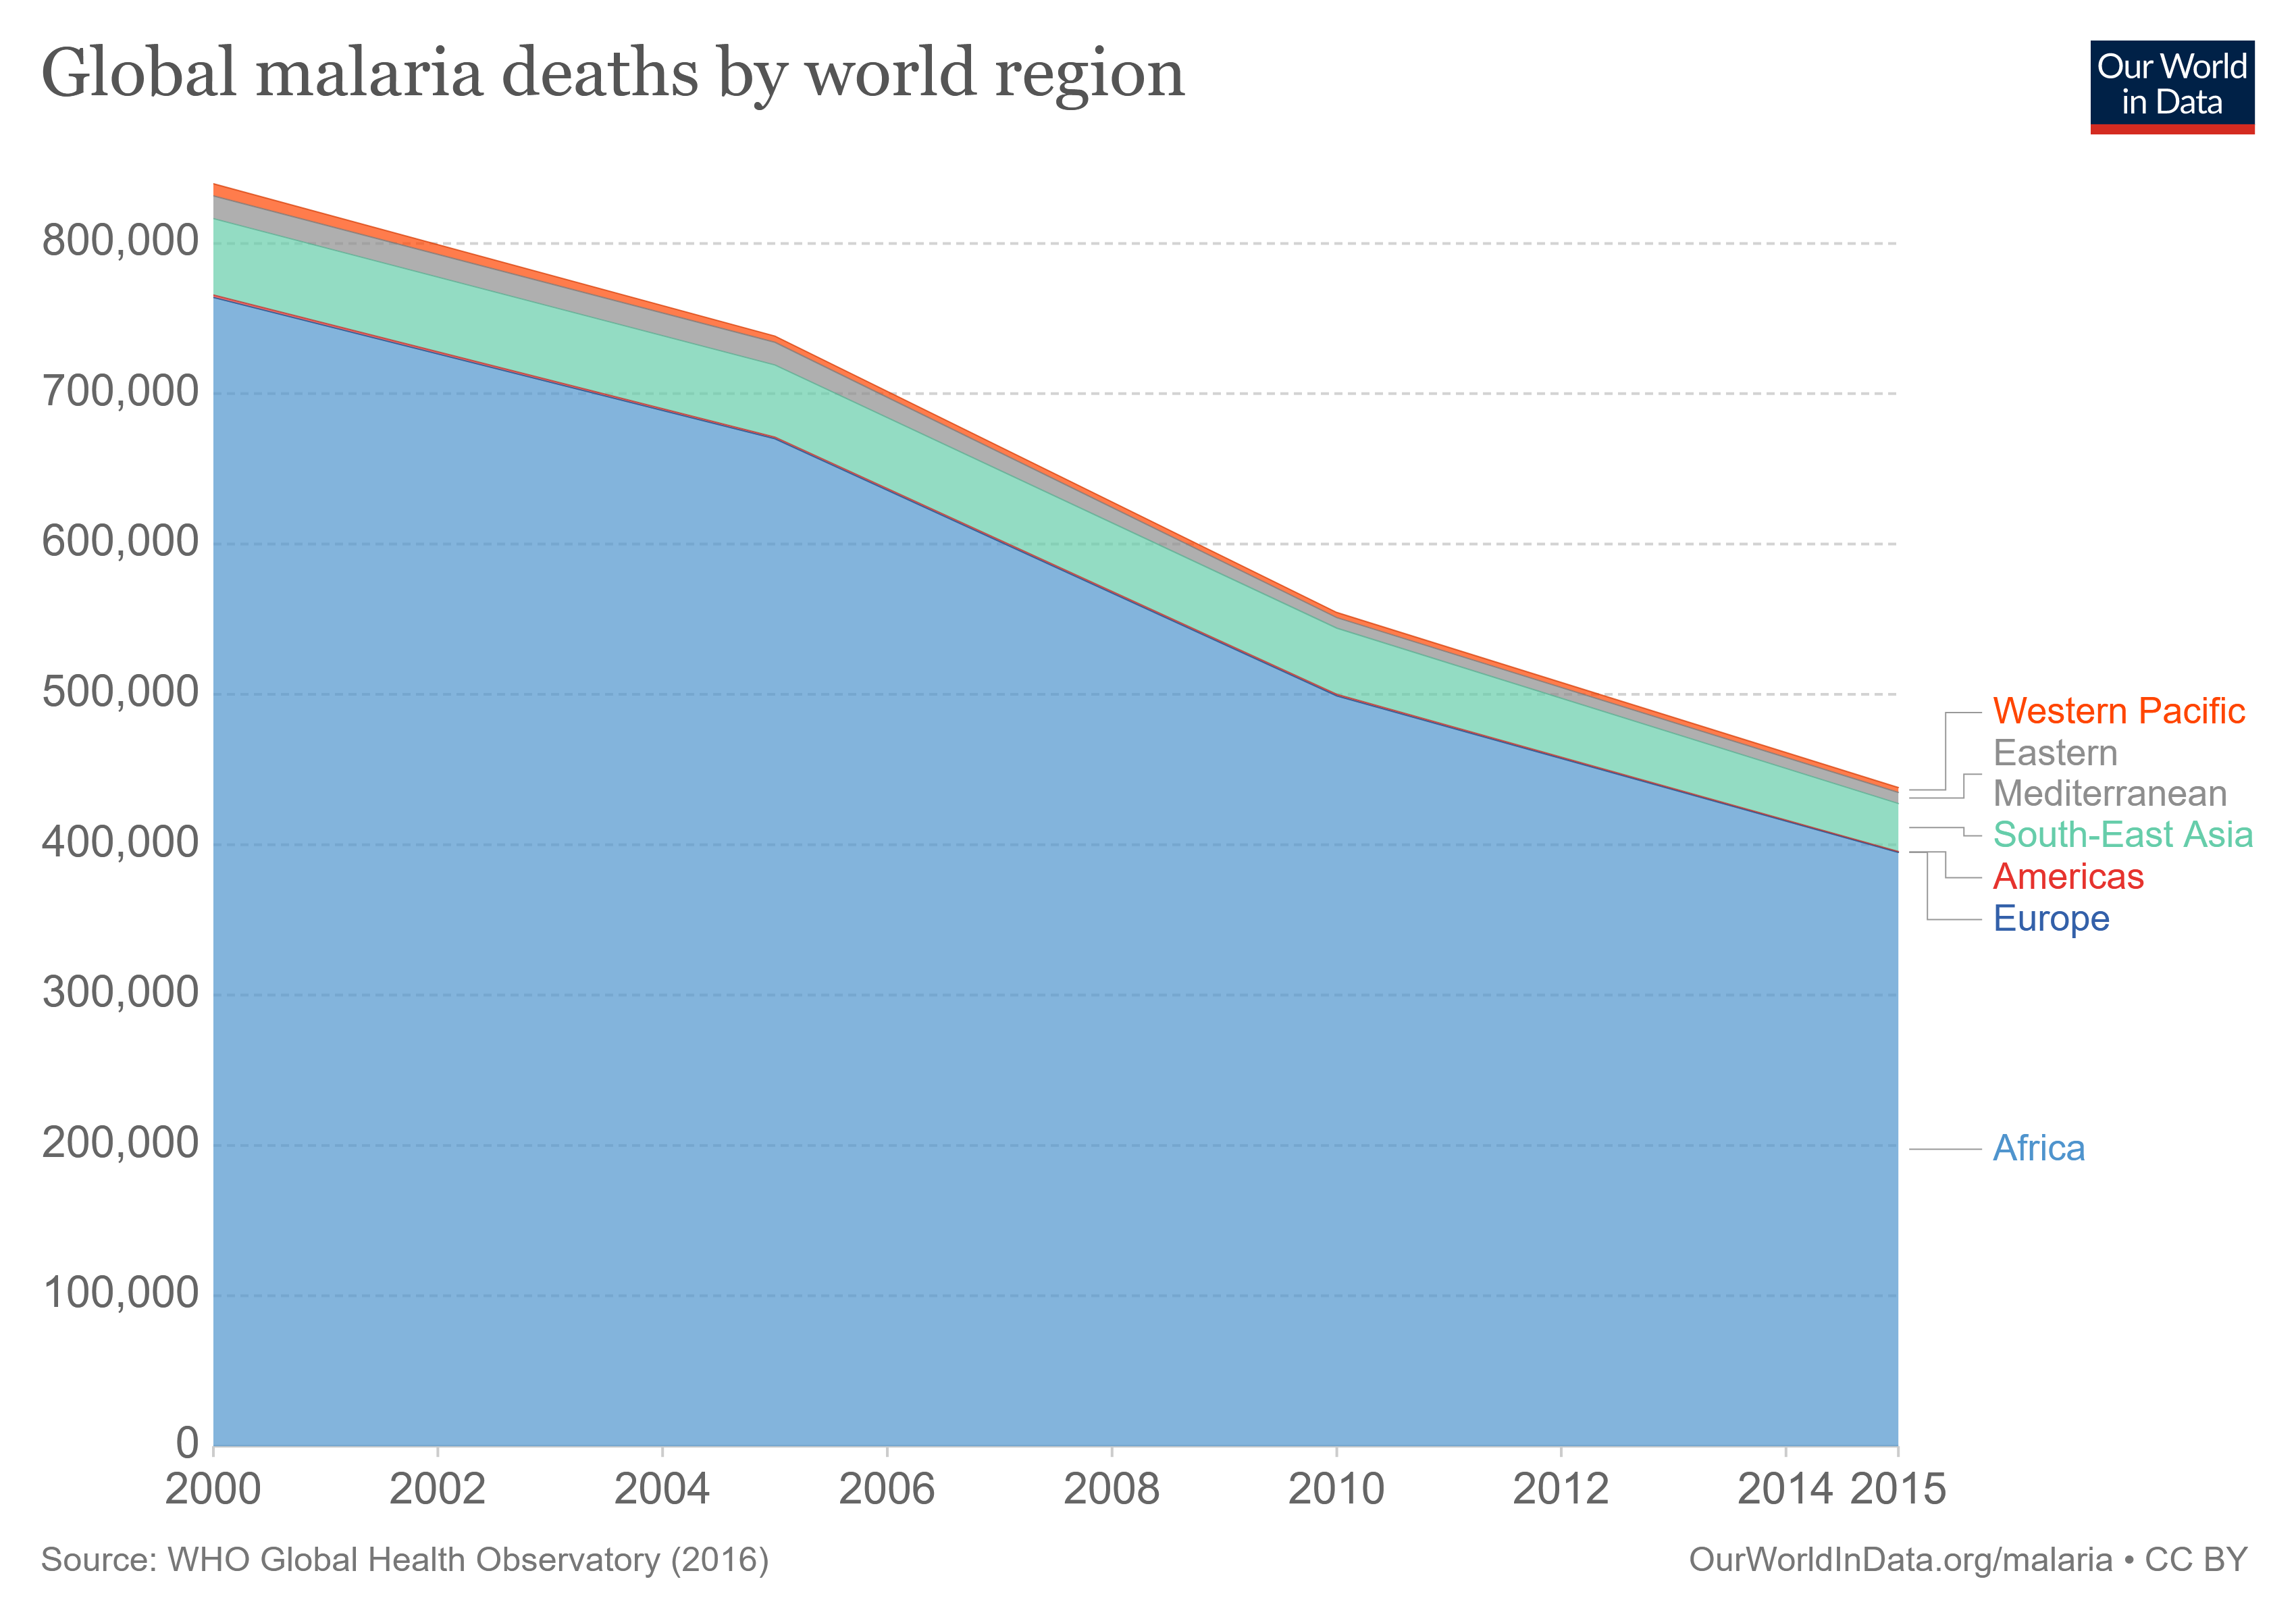 Global malaria deaths by world region
Our World
in Data
800,000
700,000
600,000
500,000
400,000
300,000
200,000
100,000
0
2000
2002
2004
2006
2008
2010
2012
2014
2015
Western Pacific
Eastern
Mediterranean
South-East Asia
Americas
Europe
Africa
Source: WHO Global Health Observatory (2016)
OurWorldInData.org/malaria • CC BY